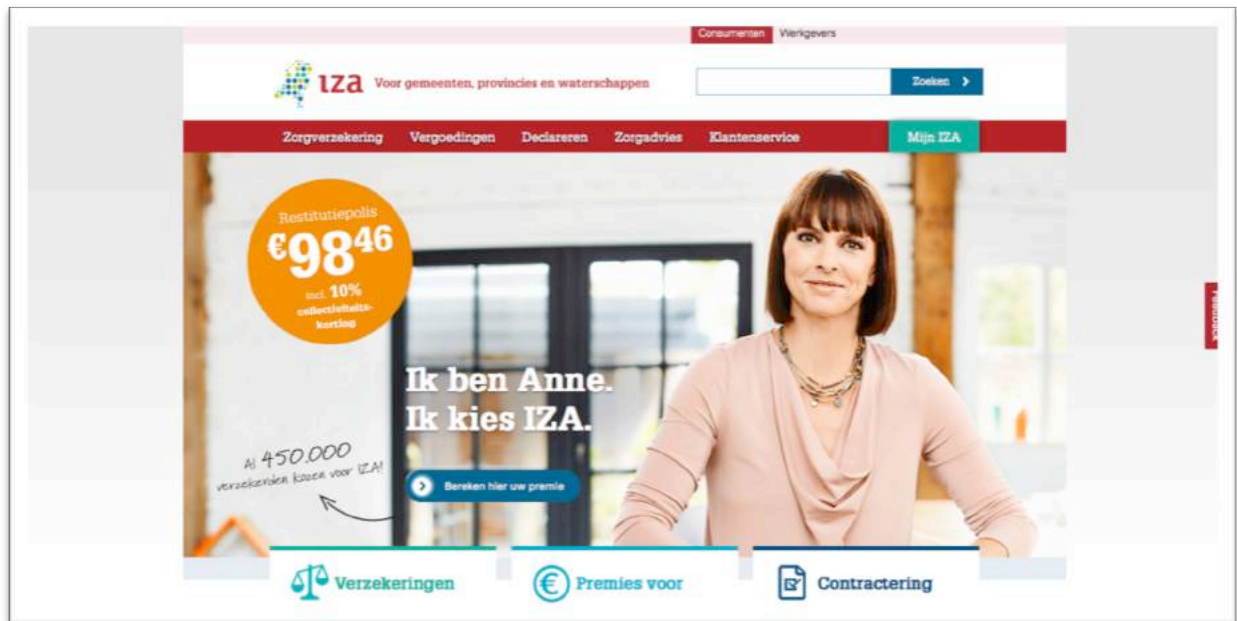 Consumenten Werkgevers
iza Voor gemeenten, provincies en waterschappen
Zoeken
Zorgverzekering Vergoedingen Declareren Zorgadvies Klantenservice Mijn IZA
Restitutiepolis
€98 46
incl. 10%
collectiviteits-
korting
Feedback
Ik ben Anne.
Ik kies IZA.
Al 450.000
verzekerden kozen voor IZA!
Bereken hier uw premie
Verzekeringen Premies voor Contractering